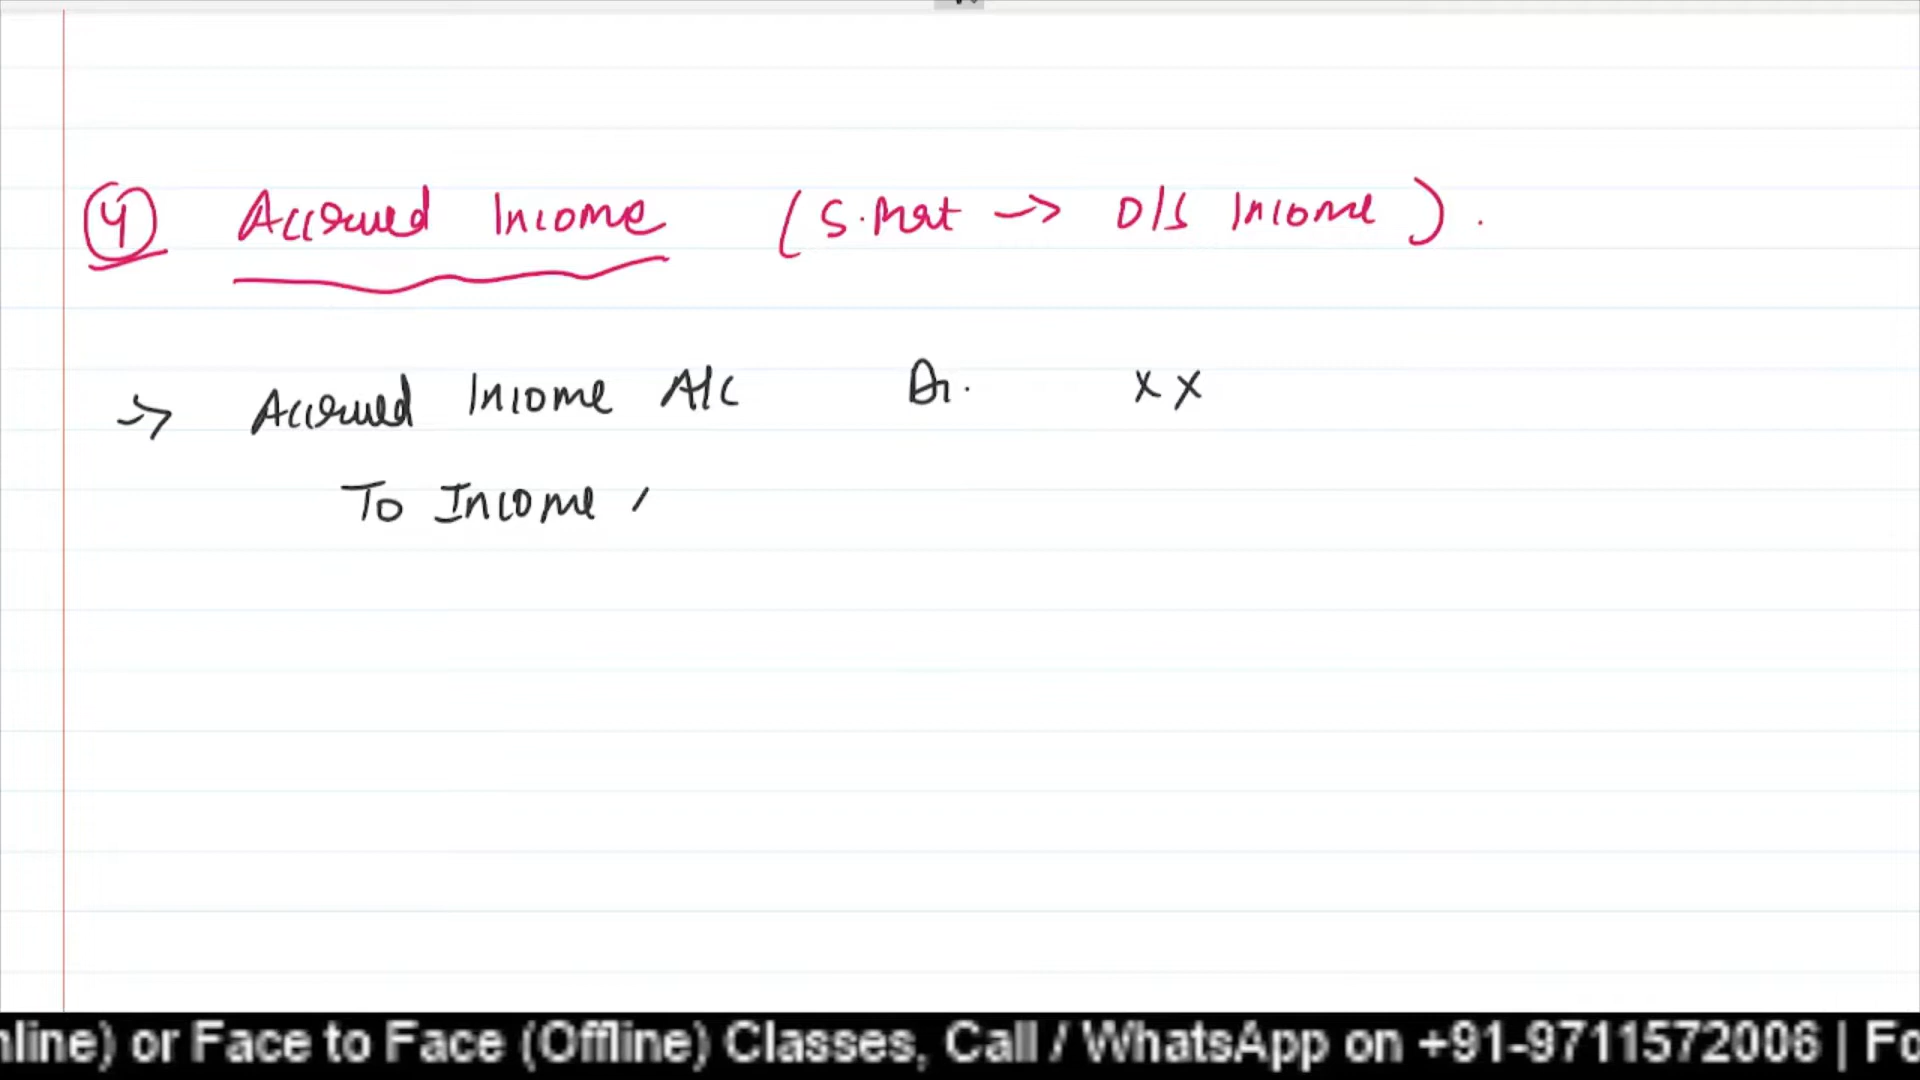 4 Accrued Income (S.Mat → O/S Income).
→ Accrued Income A/c Dr. xx
To Income /
nline) or Face to Face (Offline) Classes, Call / WhatsApp on +91-9711572006 | Fo